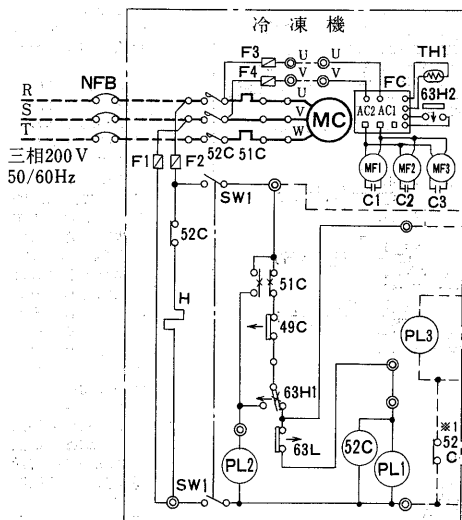 冷凍機
F3 U U TH1
F4 V V FC 63H2
NFB
R
S
T
U
V
W
MC
AC2 AC1
52C 51C
三相200V
50/60Hz
F1 F2
MF1 MF2 MF3
C1 C2 C3
SW1
52C
51C
H
49C
PL3
63H1
63L
52C
PL1
PL2
※1
52
C
SW1